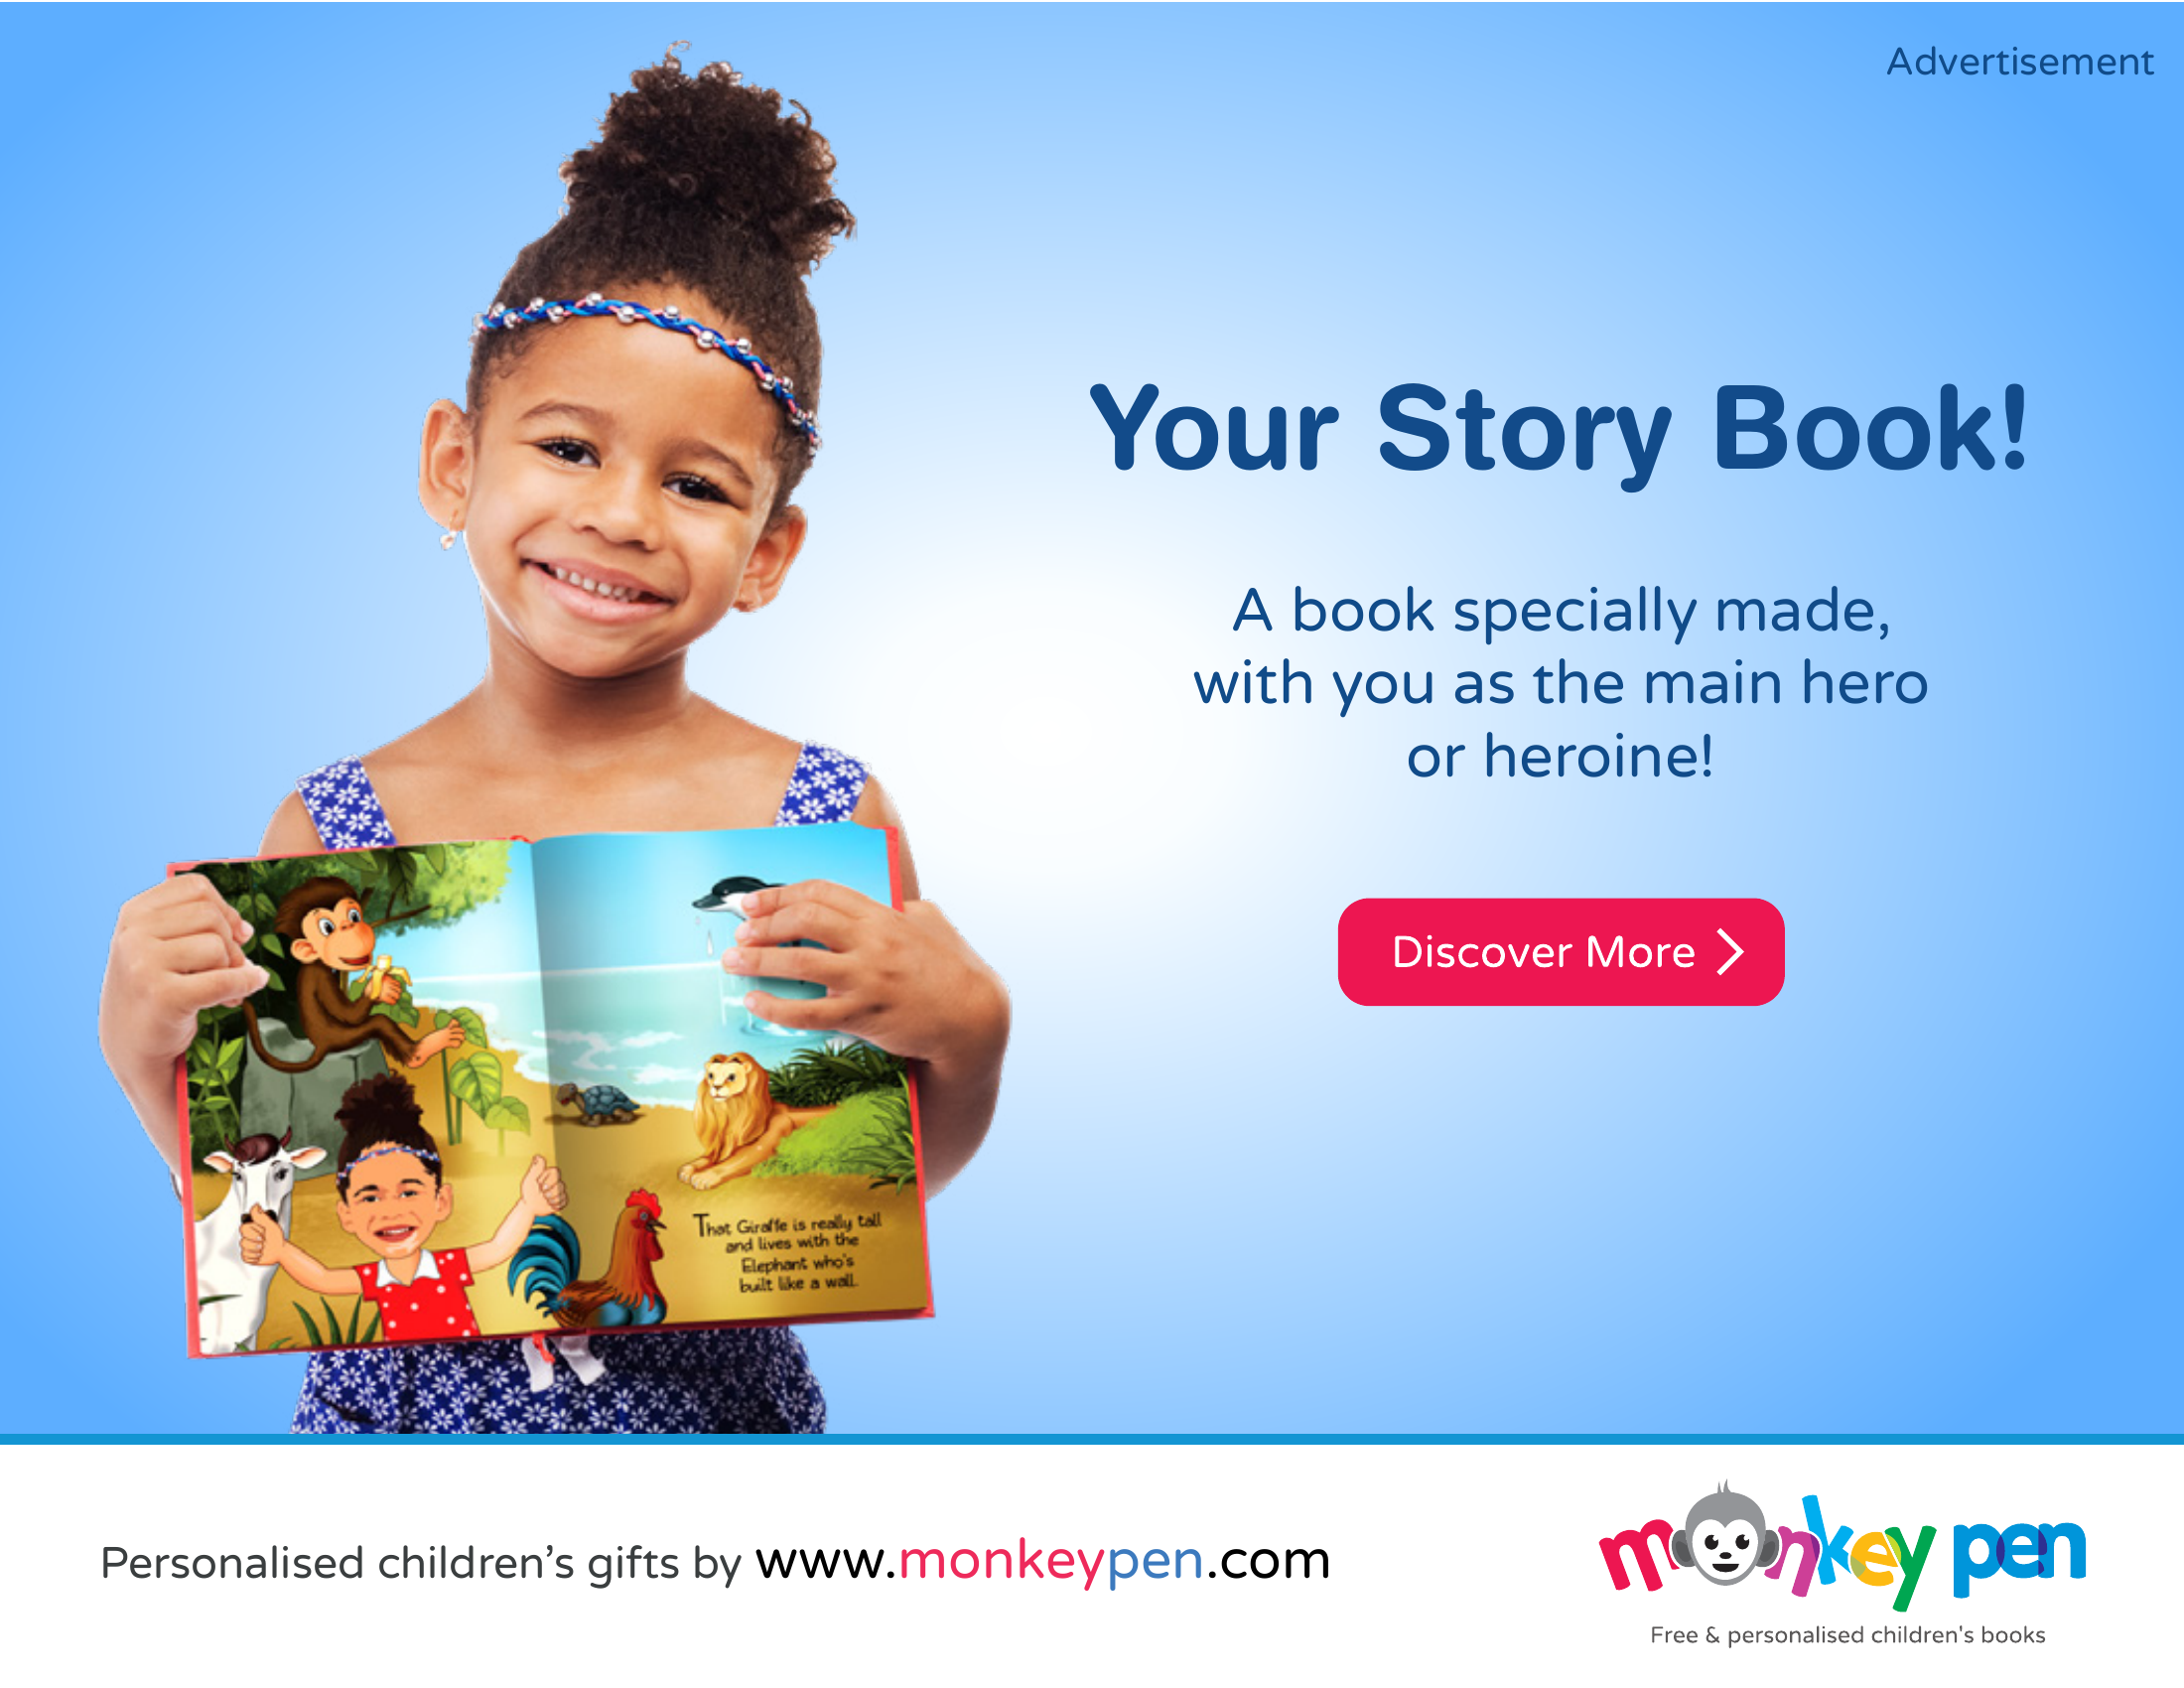 Advertisement
Your Story Book!
A book specially made,
with you as the main hero
or heroine!
Discover More
That Giraffe is really tall
and lives with the
Elephant who's
built like a wall.
Personalised children's gifts by www.monkeypen.com
monkey pen
Free & personalised children's books